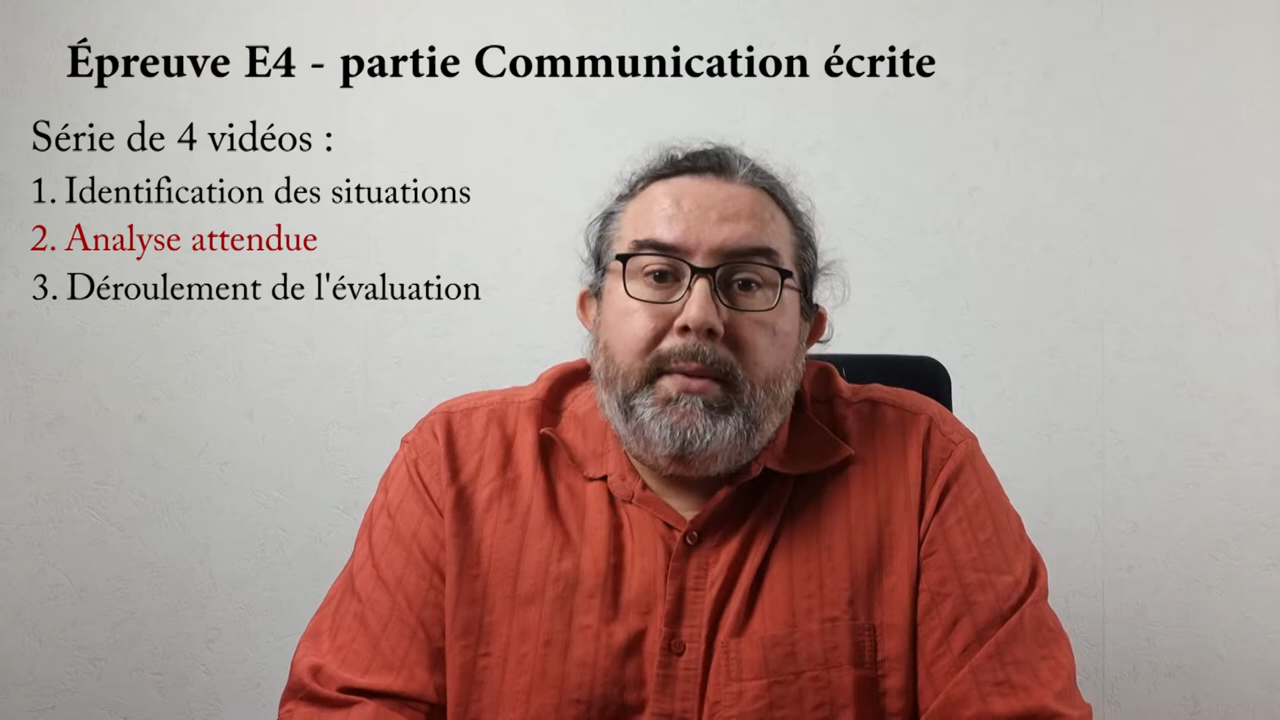 Épreuve E4 - partie Communication écrite
Série de 4 vidéos :
1. Identification des situations
2. Analyse attendue
3. Déroulement de l'évaluation